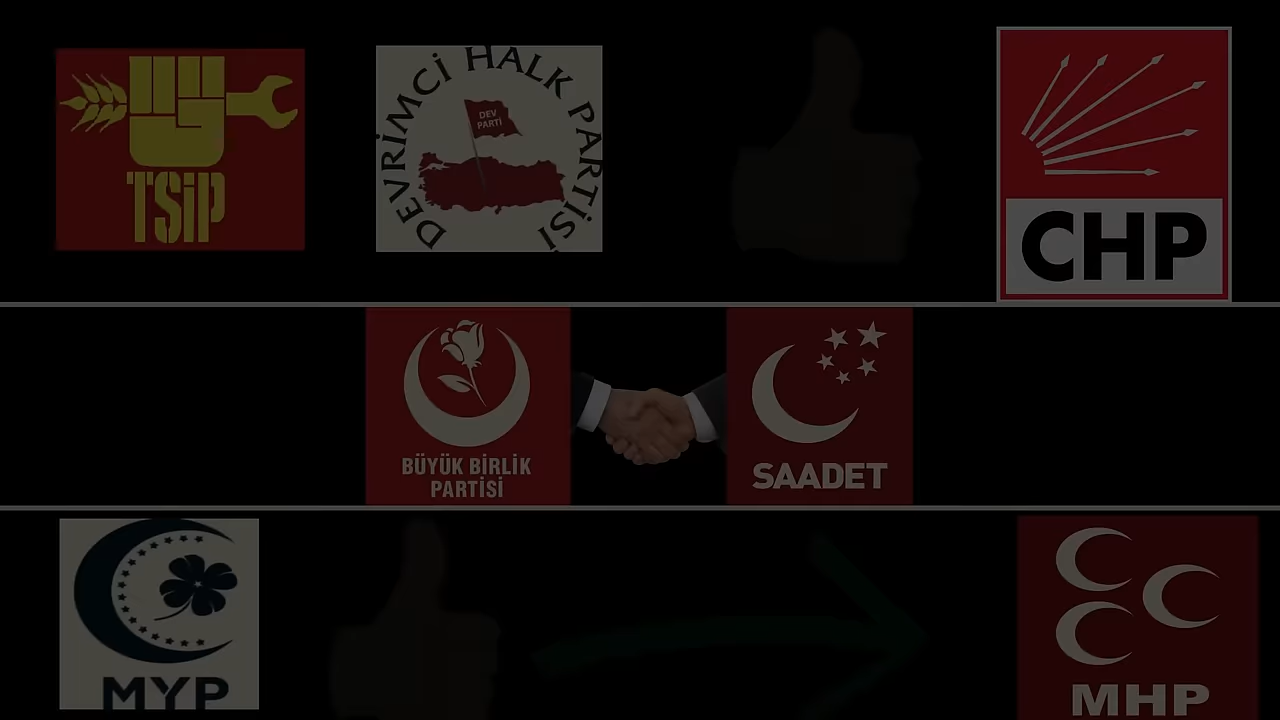 TSİP
DEVRİMCİ HALK PARTİSİ
DEV
PARTİ
CHP
BÜYÜK BİRLİK
PARTİSİ
SAADET
MYP
MHP